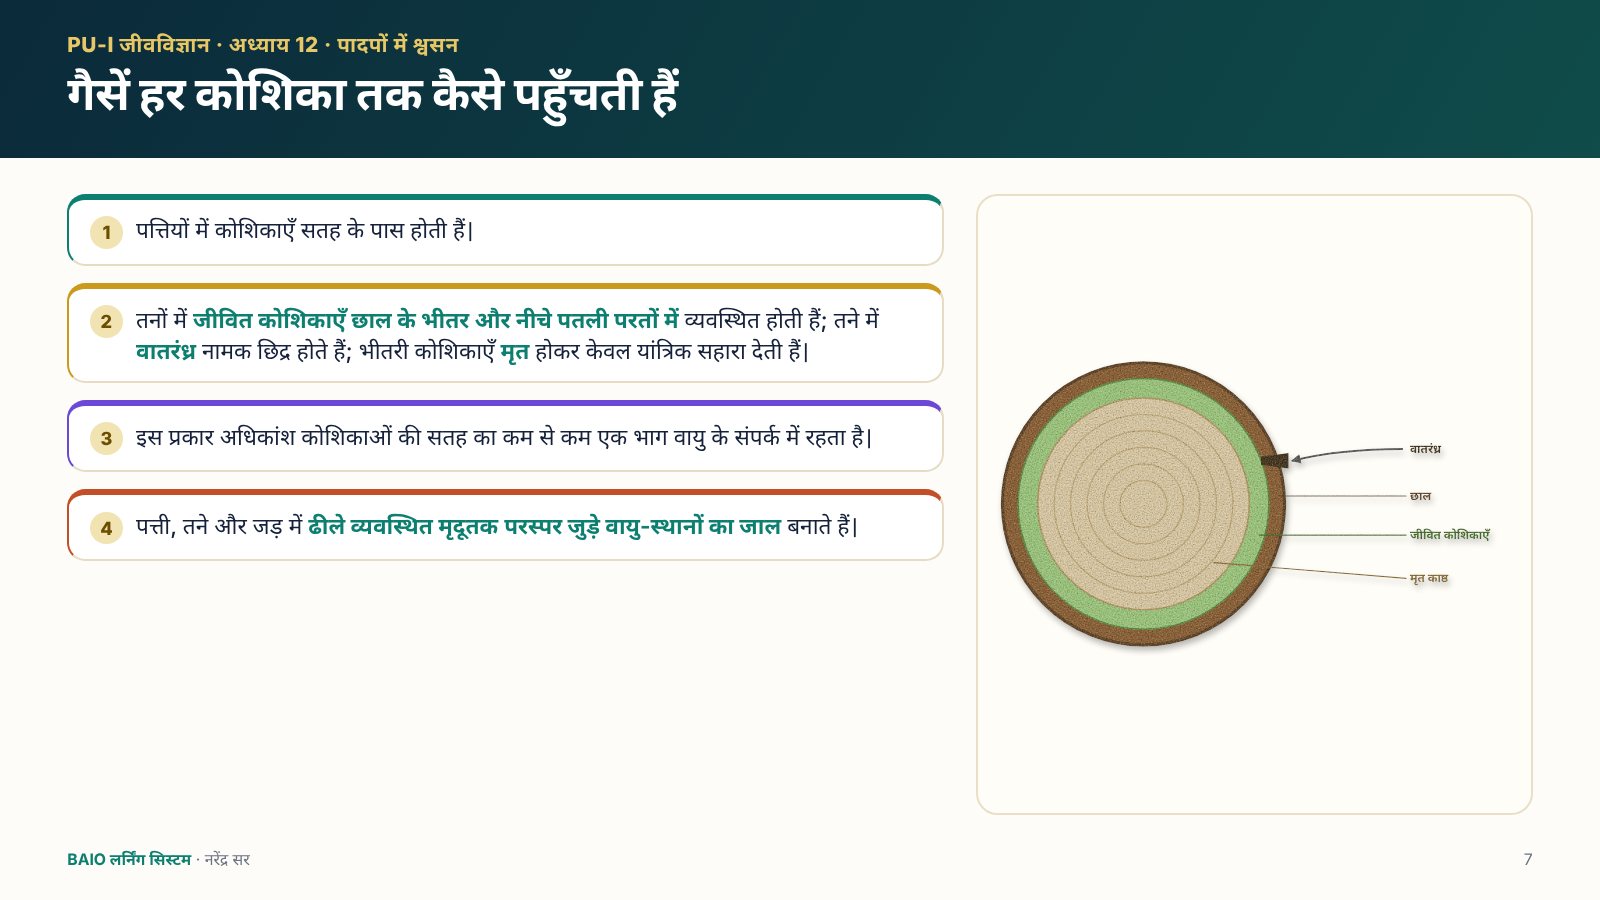 PU-I जीवविज्ञान · अध्याय 12 · पादपों में श्वसन
गैसें हर कोशिका तक कैसे पहुँचती हैं
1 पत्तियों में कोशिकाएँ सतह के पास होती हैं|
2 तनों में जीवित कोशिकाएँ छाल के भीतर और नीचे पतली परतों में व्यवस्थित होती हैं; तने में
वातरंध्र नामक छिद्र होते हैं; भीतरी कोशिकाएँ मृत होकर केवल यांत्रिक सहारा देती हैं|
3 इस प्रकार अधिकांश कोशिकाओं की सतह का कम से कम एक भाग वायु के संपर्क में रहता है|
4 पत्ती, तने और जड़ में ढीले व्यवस्थित मृदूतक परस्पर जुड़े वायु-स्थानों का जाल बनाते हैं|
वातरंध्र
छाल
जीवित कोशिकाएँ
मृत काष्ठ
BAIO लर्निंग सिस्टम · नरेंद्र सर
7